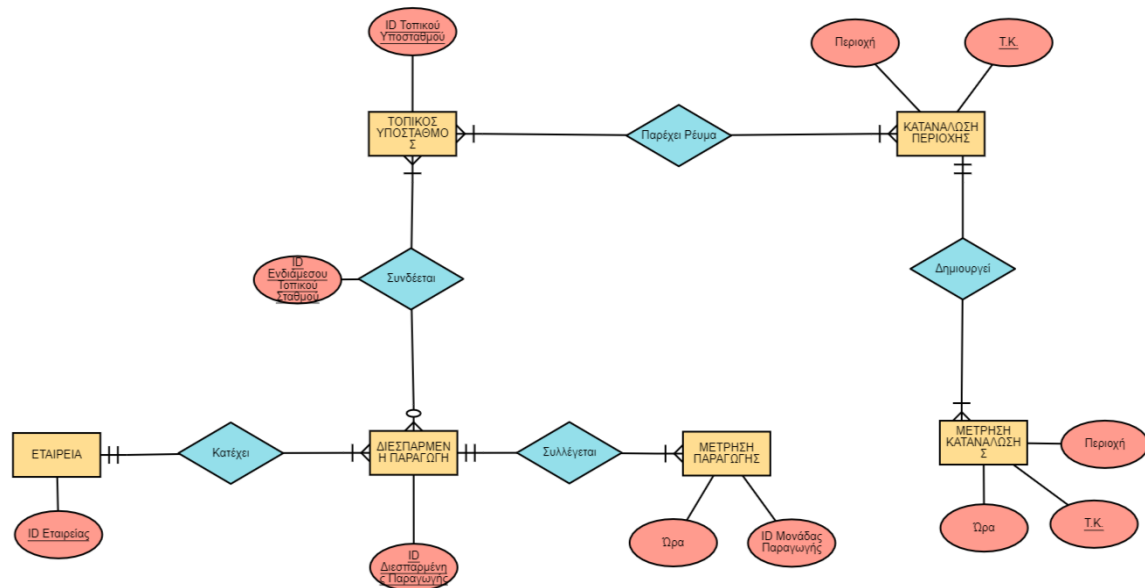 ID Τοπικού
Υποσταθμού
Περιοχή
Τ.Κ.
ΤΟΠΙΚΟΣ
ΥΠΟΣΤΑΘΜΟ
Σ
Παρέχει Ρέυμα
ΚΑΤΑΝΑΛΩΣΗ
ΠΕΡΙΟΧΗΣ
ID
Ενδιάμεσου
Τοπικού
Σταθμού
Συνδέεται
Δημιουργεί
ΕΤΑΙΡΕΙΑ
Κατέχει
ΔΙΕΣΠΑΡΜΕΝ
Η ΠΑΡΑΓΩΓΗ
Συλλέγεται
ΜΕΤΡΗΣΗ
ΠΑΡΑΓΩΓΗΣ
ΜΕΤΡΗΣΗ
ΚΑΤΑΝΑΛΩΣΗ
Σ
Περιοχή
ID Εταιρείας
ID
Διεσπαρμένη
ς Παραγωγής
Ώρα
ID Μονάδας
Παραγωγής
Ώρα
Τ.Κ.